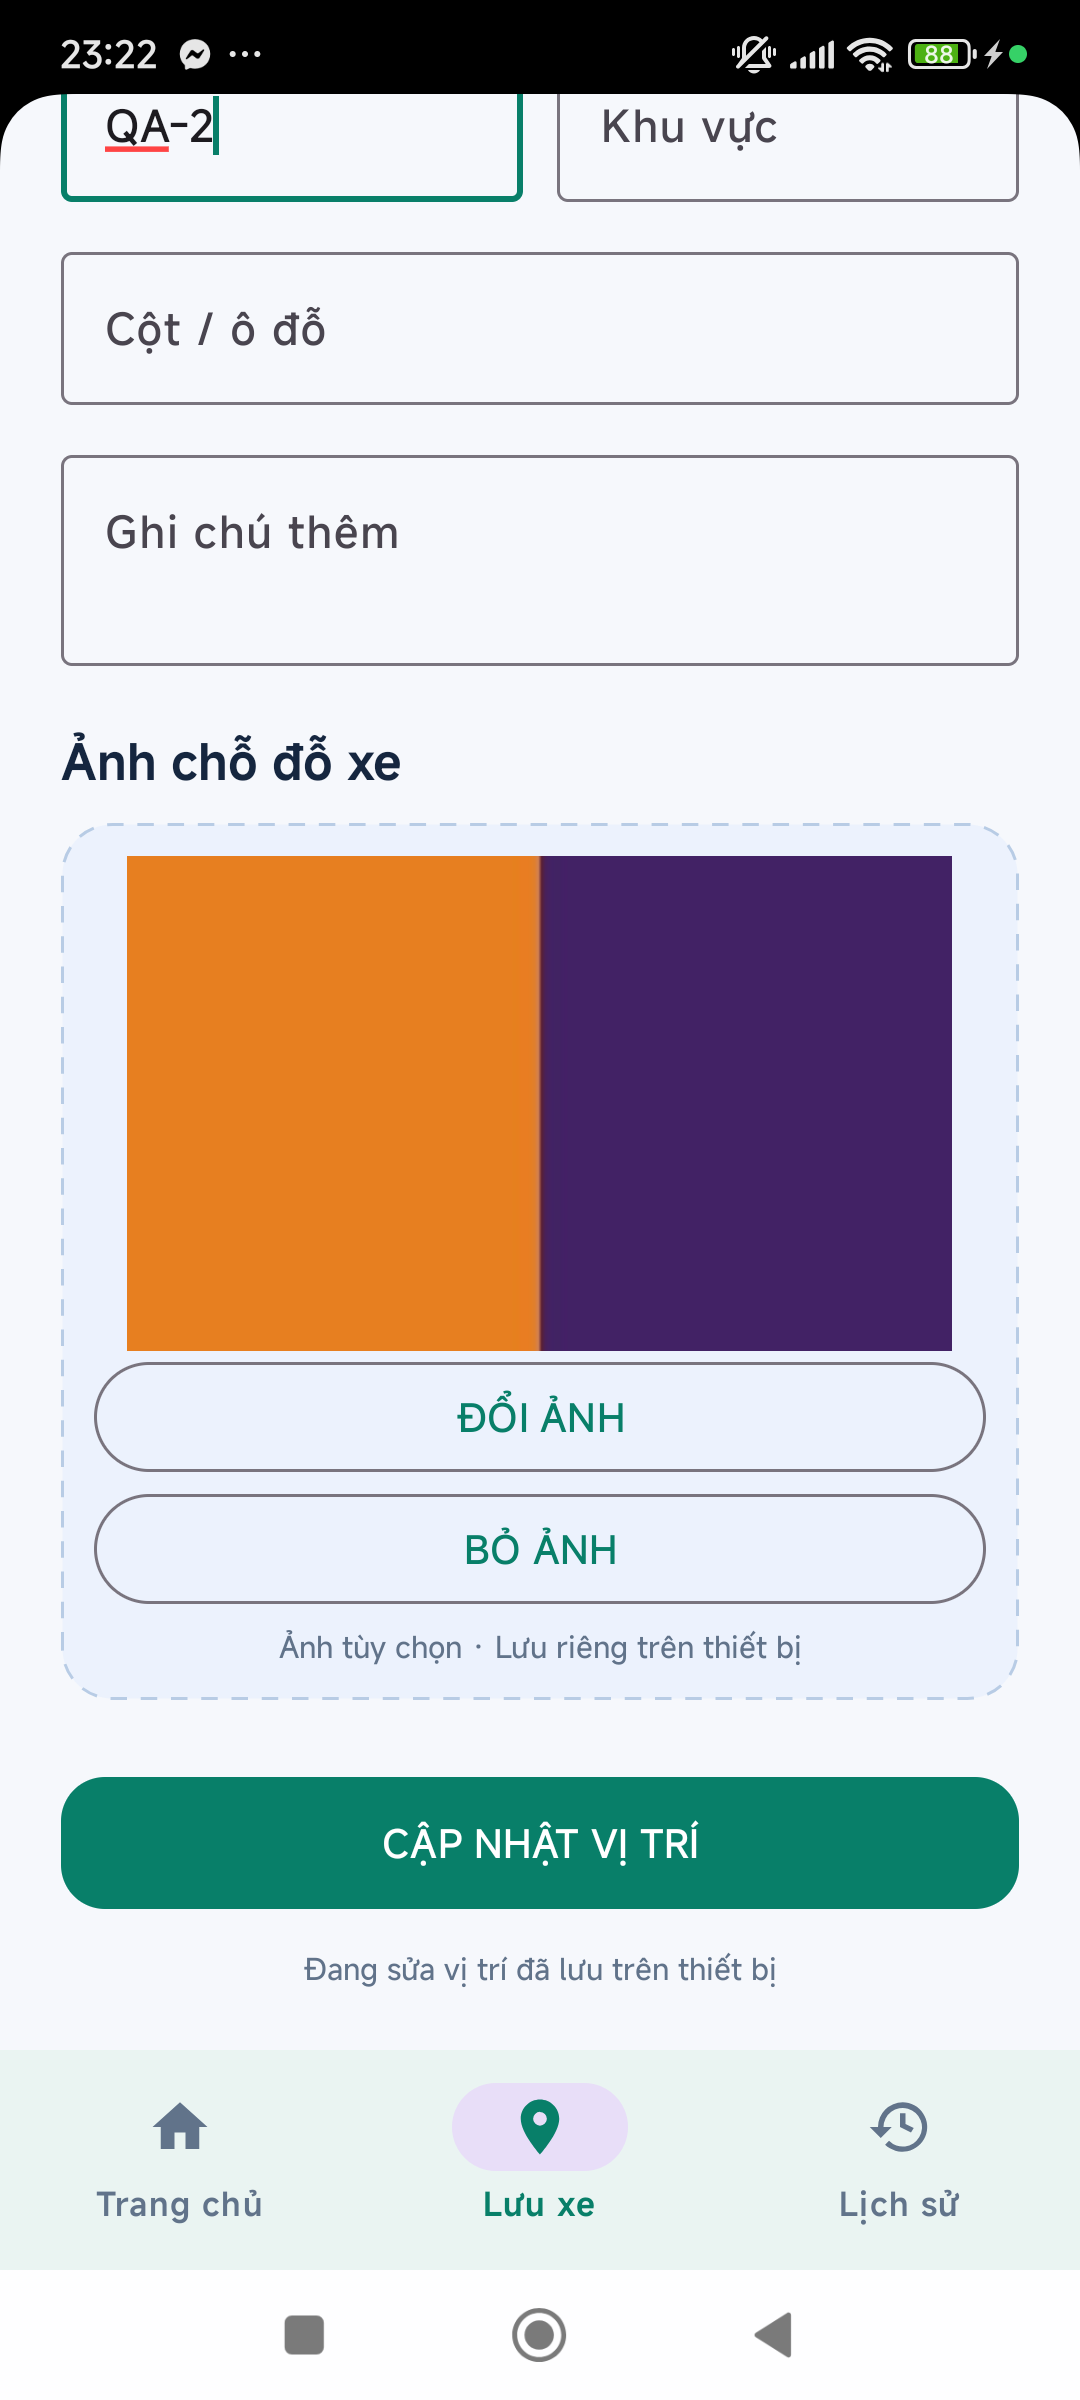 23:22 ... 88
QA-2 Khu vực
Cột / ô đỗ
Ghi chú thêm
Ảnh chỗ đỗ xe
ĐỔI ẢNH
BỎ ẢNH
Ảnh tùy chọn · Lưu riêng trên thiết bị
CẬP NHẬT VỊ TRÍ
Đang sửa vị trí đã lưu trên thiết bị
Trang chủ Lưu xe Lịch sử